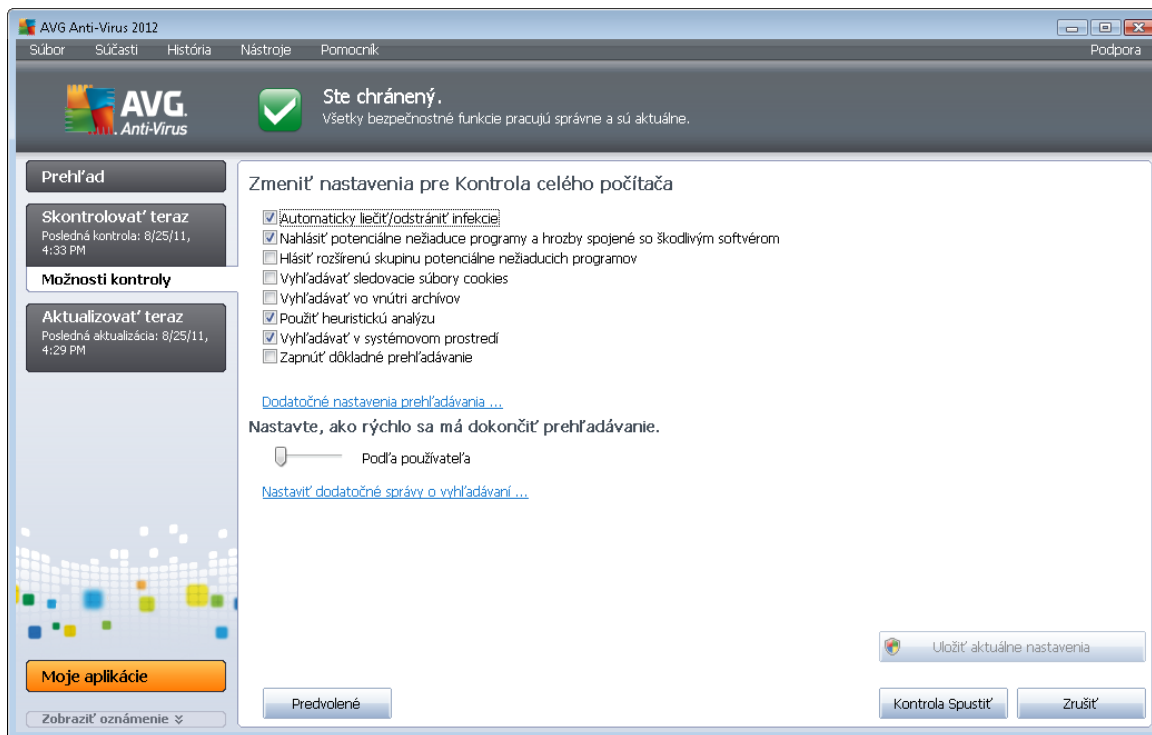 AVG Anti-Virus 2012
Súbor Súčasti História Nástroje Pomocník Podpora
AVG.
Anti-Virus
Ste chránený.
Všetky bezpečnostné funkcie pracujú správne a sú aktuálne.
Prehľad
Skontrolovať teraz
Posledná kontrola: 8/25/11,
4:33 PM
Možnosti kontroly
Aktualizovať teraz
Posledná aktualizácia: 8/25/11,
4:29 PM
Moje aplikácie
Zobraziť oznámenie
Zmeniť nastavenia pre Kontrola celého počítača
Automaticky liečiť/odstrániť infekcie
Nahlásiť potenciálne nežiaduce programy a hrozby spojené so škodlivým softvérom
Hlásiť rozšírenú skupinu potenciálne nežiaducich programov
Vyhľadávať sledovacie súbory cookies
Vyhľadávať vo vnútri archívov
Použiť heuristickú analýzu
Vyhľadávať v systémovom prostredí
Zapnúť dôkladné prehľadávanie
Dodatočné nastavenia prehľadávania ...
Nastavte, ako rýchlo sa má dokončiť prehľadávanie.
Podľa používateľa
Nastaviť dodatočné správy o vyhľadávaní ...
Uložiť aktuálne nastavenia
Predvolené
Kontrola Spustiť
Zrušiť